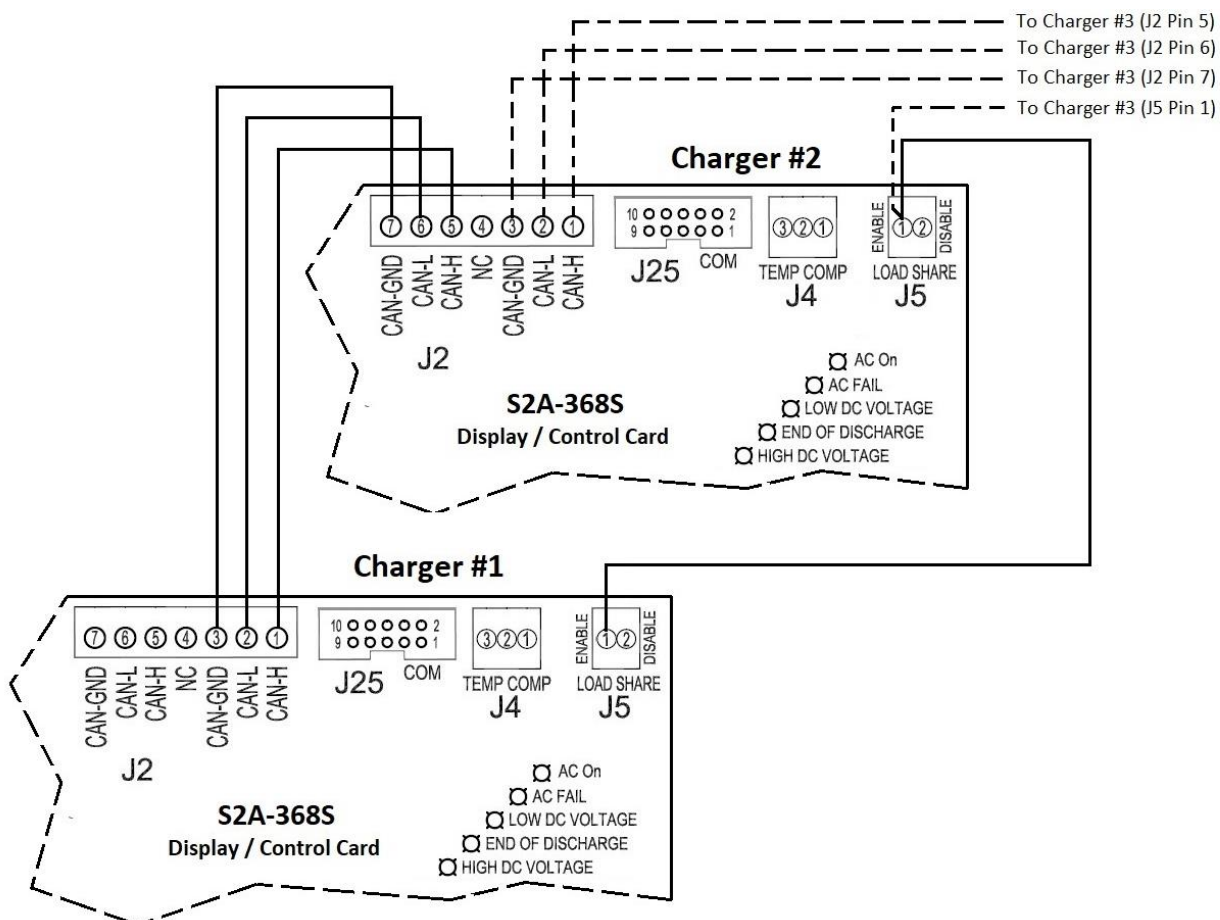 To Charger #3 (J2 Pin 5)
To Charger #3 (J2 Pin 6)
To Charger #3 (J2 Pin 7)
To Charger #3 (J5 Pin 1)
Charger #2
7 6 5 4 3 2 1
CAN-GND
CAN-L
CAN-H
NC
CAN-GND
CAN-L
CAN-H
J2
10 2
9 1
J25 COM
3 2 1
TEMP COMP
J4
ENABLE
1 2
DISABLE
LOAD SHARE
J5
AC On
AC FAIL
LOW DC VOLTAGE
END OF DISCHARGE
HIGH DC VOLTAGE
S2A-368S
Display / Control Card
Charger #1
7 6 5 4 3 2 1
CAN-GND
CAN-L
CAN-H
NC
CAN-GND
CAN-L
CAN-H
J2
10 2
9 1
J25 COM
3 2 1
TEMP COMP
J4
ENABLE
1 2
DISABLE
LOAD SHARE
J5
AC On
AC FAIL
LOW DC VOLTAGE
END OF DISCHARGE
HIGH DC VOLTAGE
S2A-368S
Display / Control Card